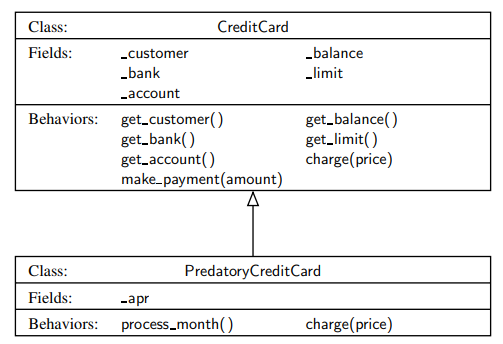 Class: CreditCard
Fields: _customer _balance
_bank _limit
_account
Behaviors: get_customer() get_balance()
get_bank() get_limit()
get_account() charge(price)
make_payment(amount)
Class: PredatoryCreditCard
Fields: _apr
Behaviors: process_month() charge(price)